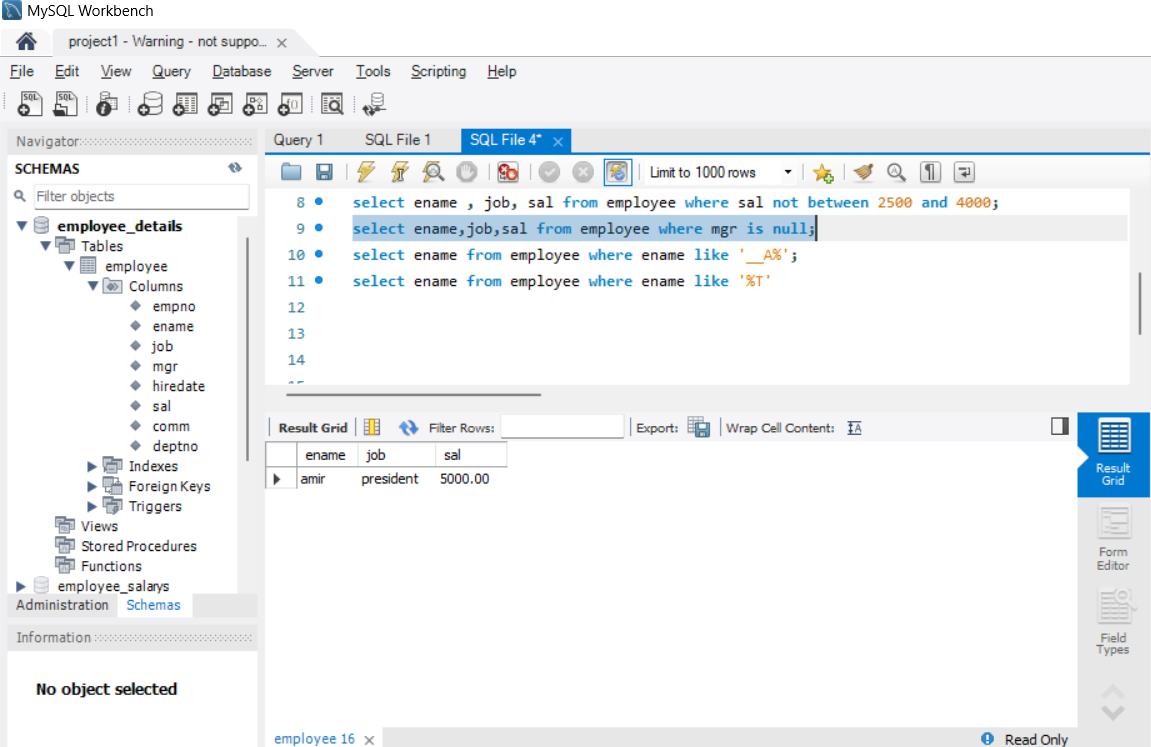 MySQL Workbench
project1 - Warning - not suppo...
File Edit View Query Database Server Tools Scripting Help
Navigator
SCHEMAS
Filter objects
employee_details
Tables
employee
Columns
empno
ename
job
mgr
hiredate
sal
comm
deptno
Indexes
Foreign Keys
Triggers
Views
Stored Procedures
Functions
employee_salarys
Administration Schemas
Information
No object selected
Query 1 SQL File 1 SQL File 4*
Limit to 1000 rows
8 select ename , job, sal from employee where sal not between 2500 and 4000;
9 select ename,job,sal from employee where mgr is null;
10 select ename from employee where ename like '__A%';
11 select ename from employee where ename like '%T'
12
13
14
Result Grid Filter Rows: Export: Wrap Cell Content:
ename job sal
amir president 5000.00
Result
Grid
Form
Editor
Field
Types
employee 16 Read Only